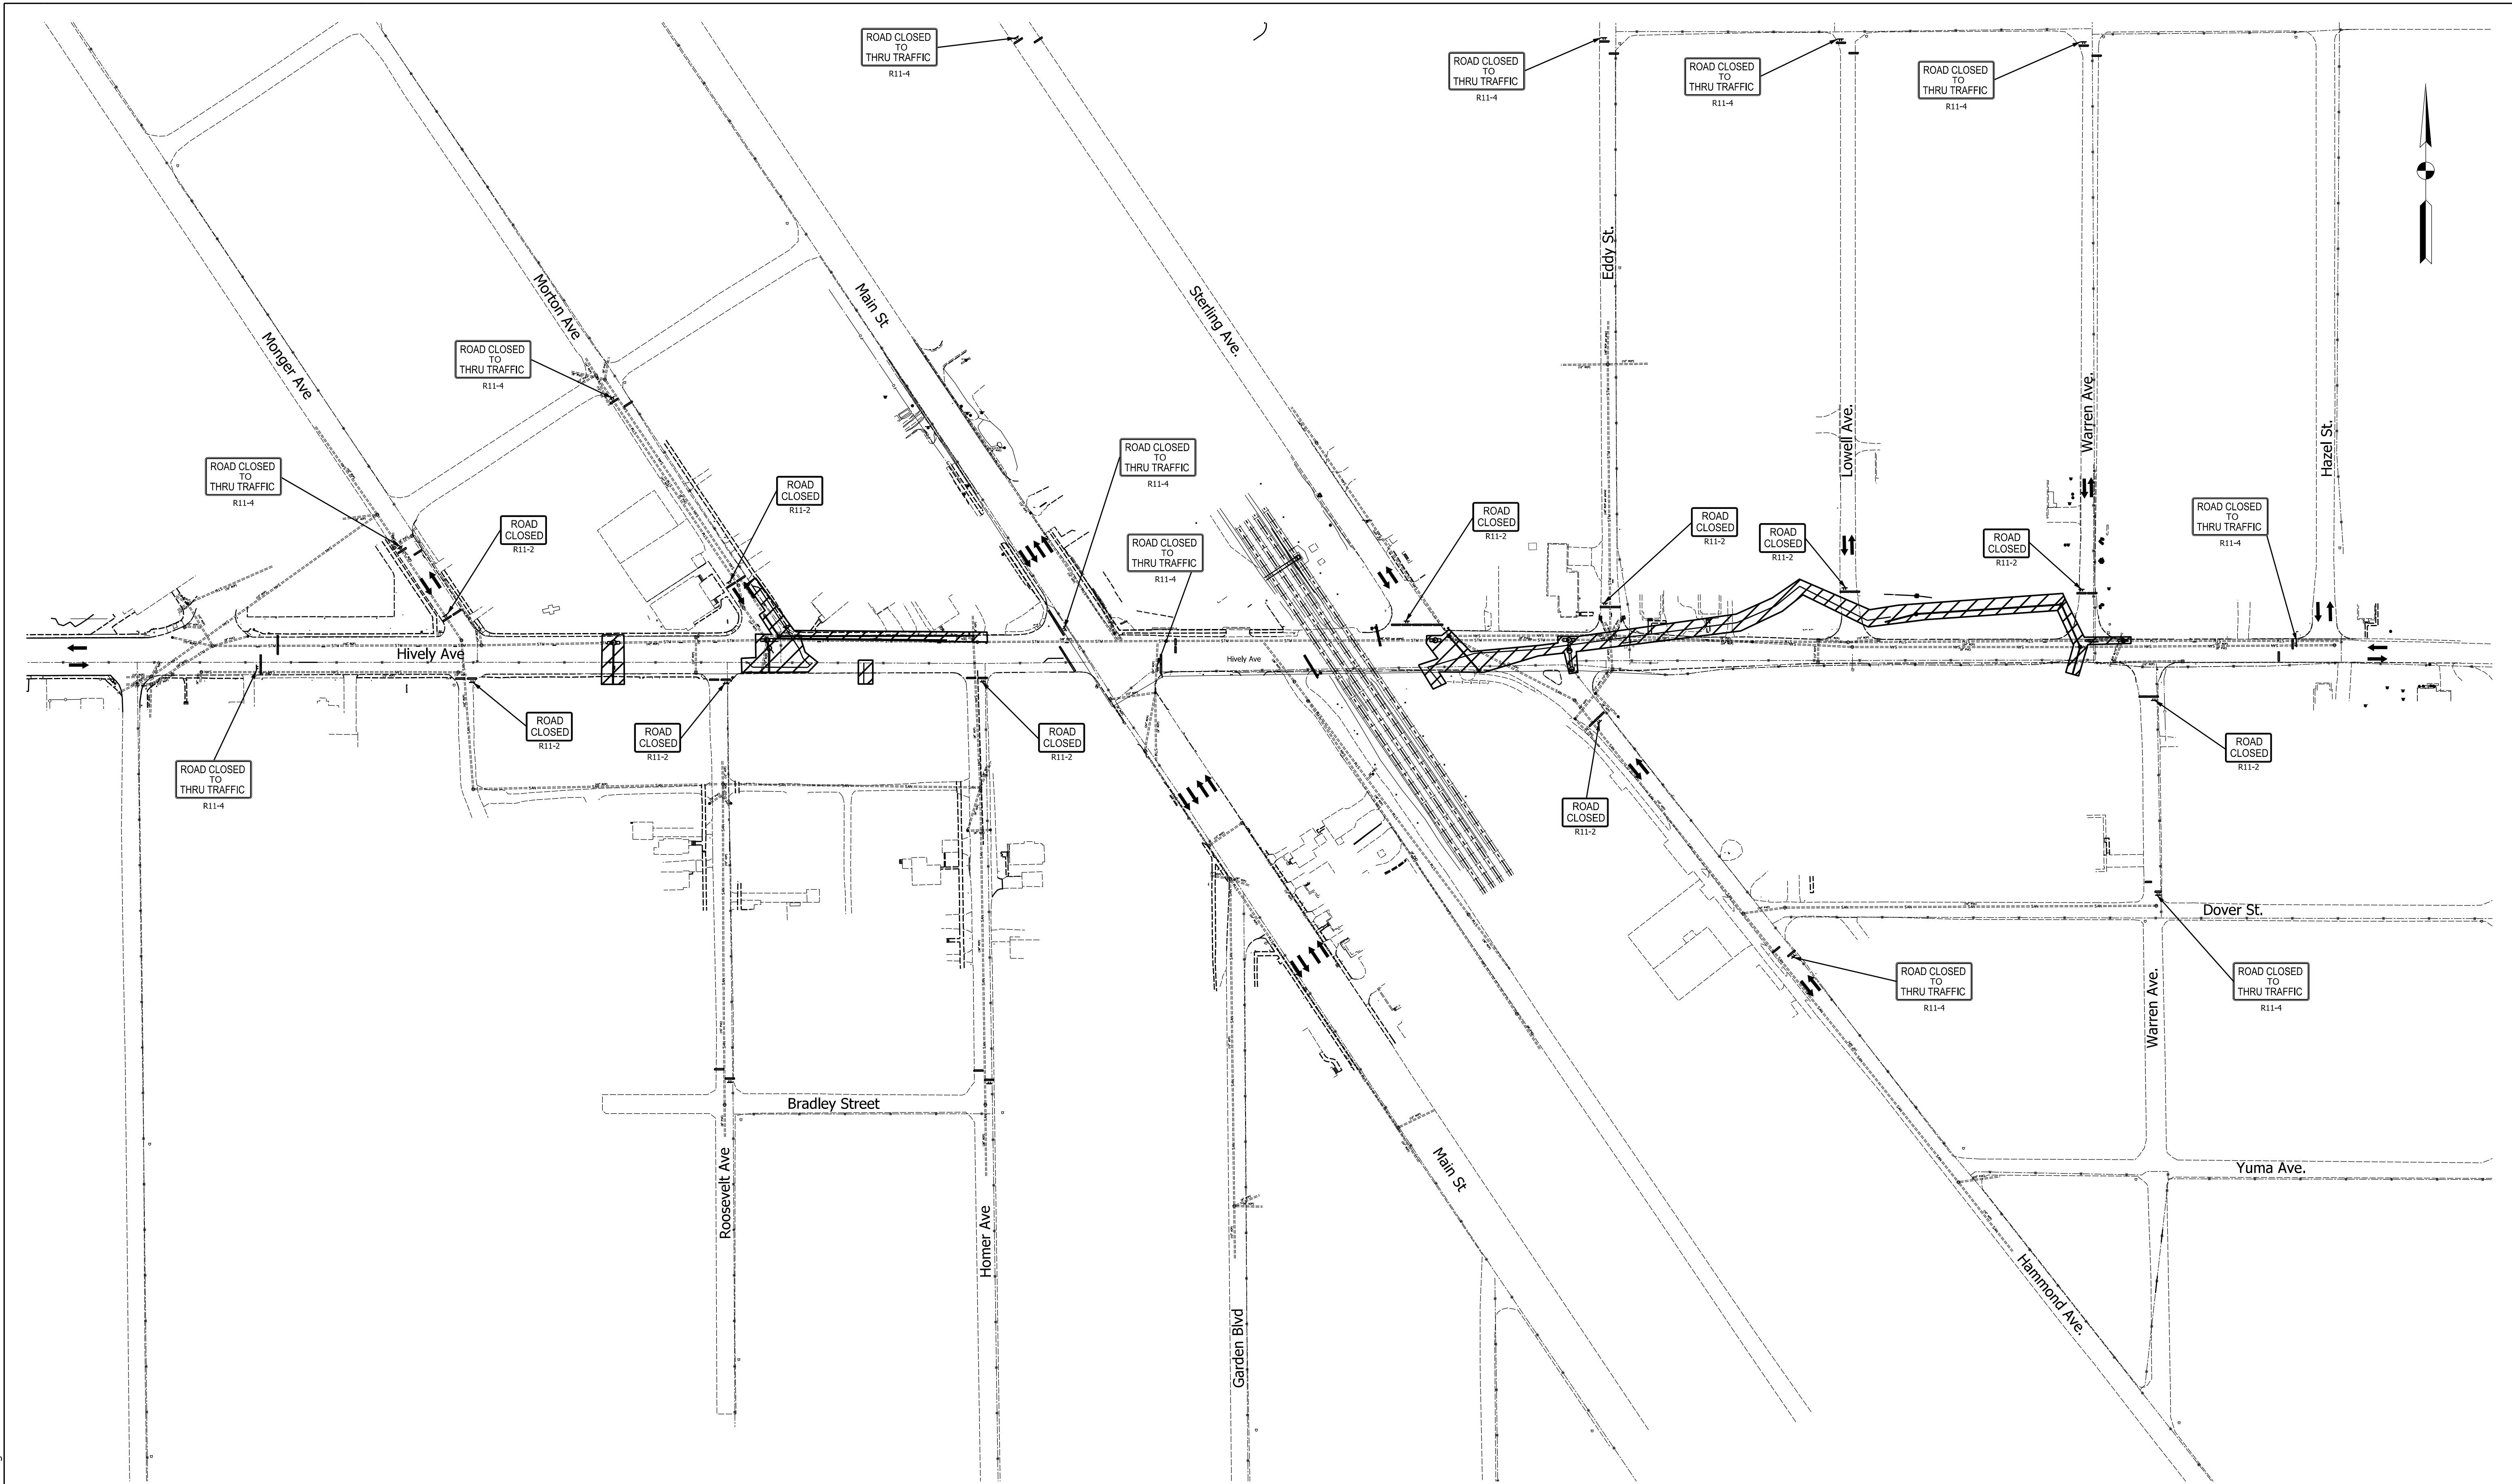 ROAD CLOSED
TO
THRU TRAFFIC
R11-4
ROAD CLOSED
TO
THRU TRAFFIC
R11-4
ROAD CLOSED
TO
THRU TRAFFIC
R11-4
ROAD CLOSED
TO
THRU TRAFFIC
R11-4
Eddy St.
Morton Ave
Main St
Sterling Ave.
Monger Ave
ROAD CLOSED
TO
THRU TRAFFIC
R11-4
Lowell Ave.
Warren Ave.
Hazel St.
ROAD CLOSED
TO
THRU TRAFFIC
R11-4
ROAD CLOSED
TO
THRU TRAFFIC
R11-4
ROAD
CLOSED
R11-2
ROAD
CLOSED
R11-2
ROAD CLOSED
TO
THRU TRAFFIC
R11-4
ROAD
CLOSED
R11-2
ROAD
CLOSED
R11-2
ROAD
CLOSED
R11-2
ROAD
CLOSED
R11-2
ROAD CLOSED
TO
THRU TRAFFIC
R11-4
Hively Ave
Hively Ave
ROAD
CLOSED
R11-2
ROAD
CLOSED
R11-2
ROAD
CLOSED
R11-2
ROAD
CLOSED
R11-2
ROAD CLOSED
TO
THRU TRAFFIC
R11-4
ROAD
CLOSED
R11-2
Dover St.
ROAD CLOSED
TO
THRU TRAFFIC
R11-4
ROAD CLOSED
TO
THRU TRAFFIC
R11-4
Warren Ave.
Bradley Street
Roosevelt Ave
Homer Ave
Main St
Yuma Ave.
Garden Blvd
Hammond Ave.